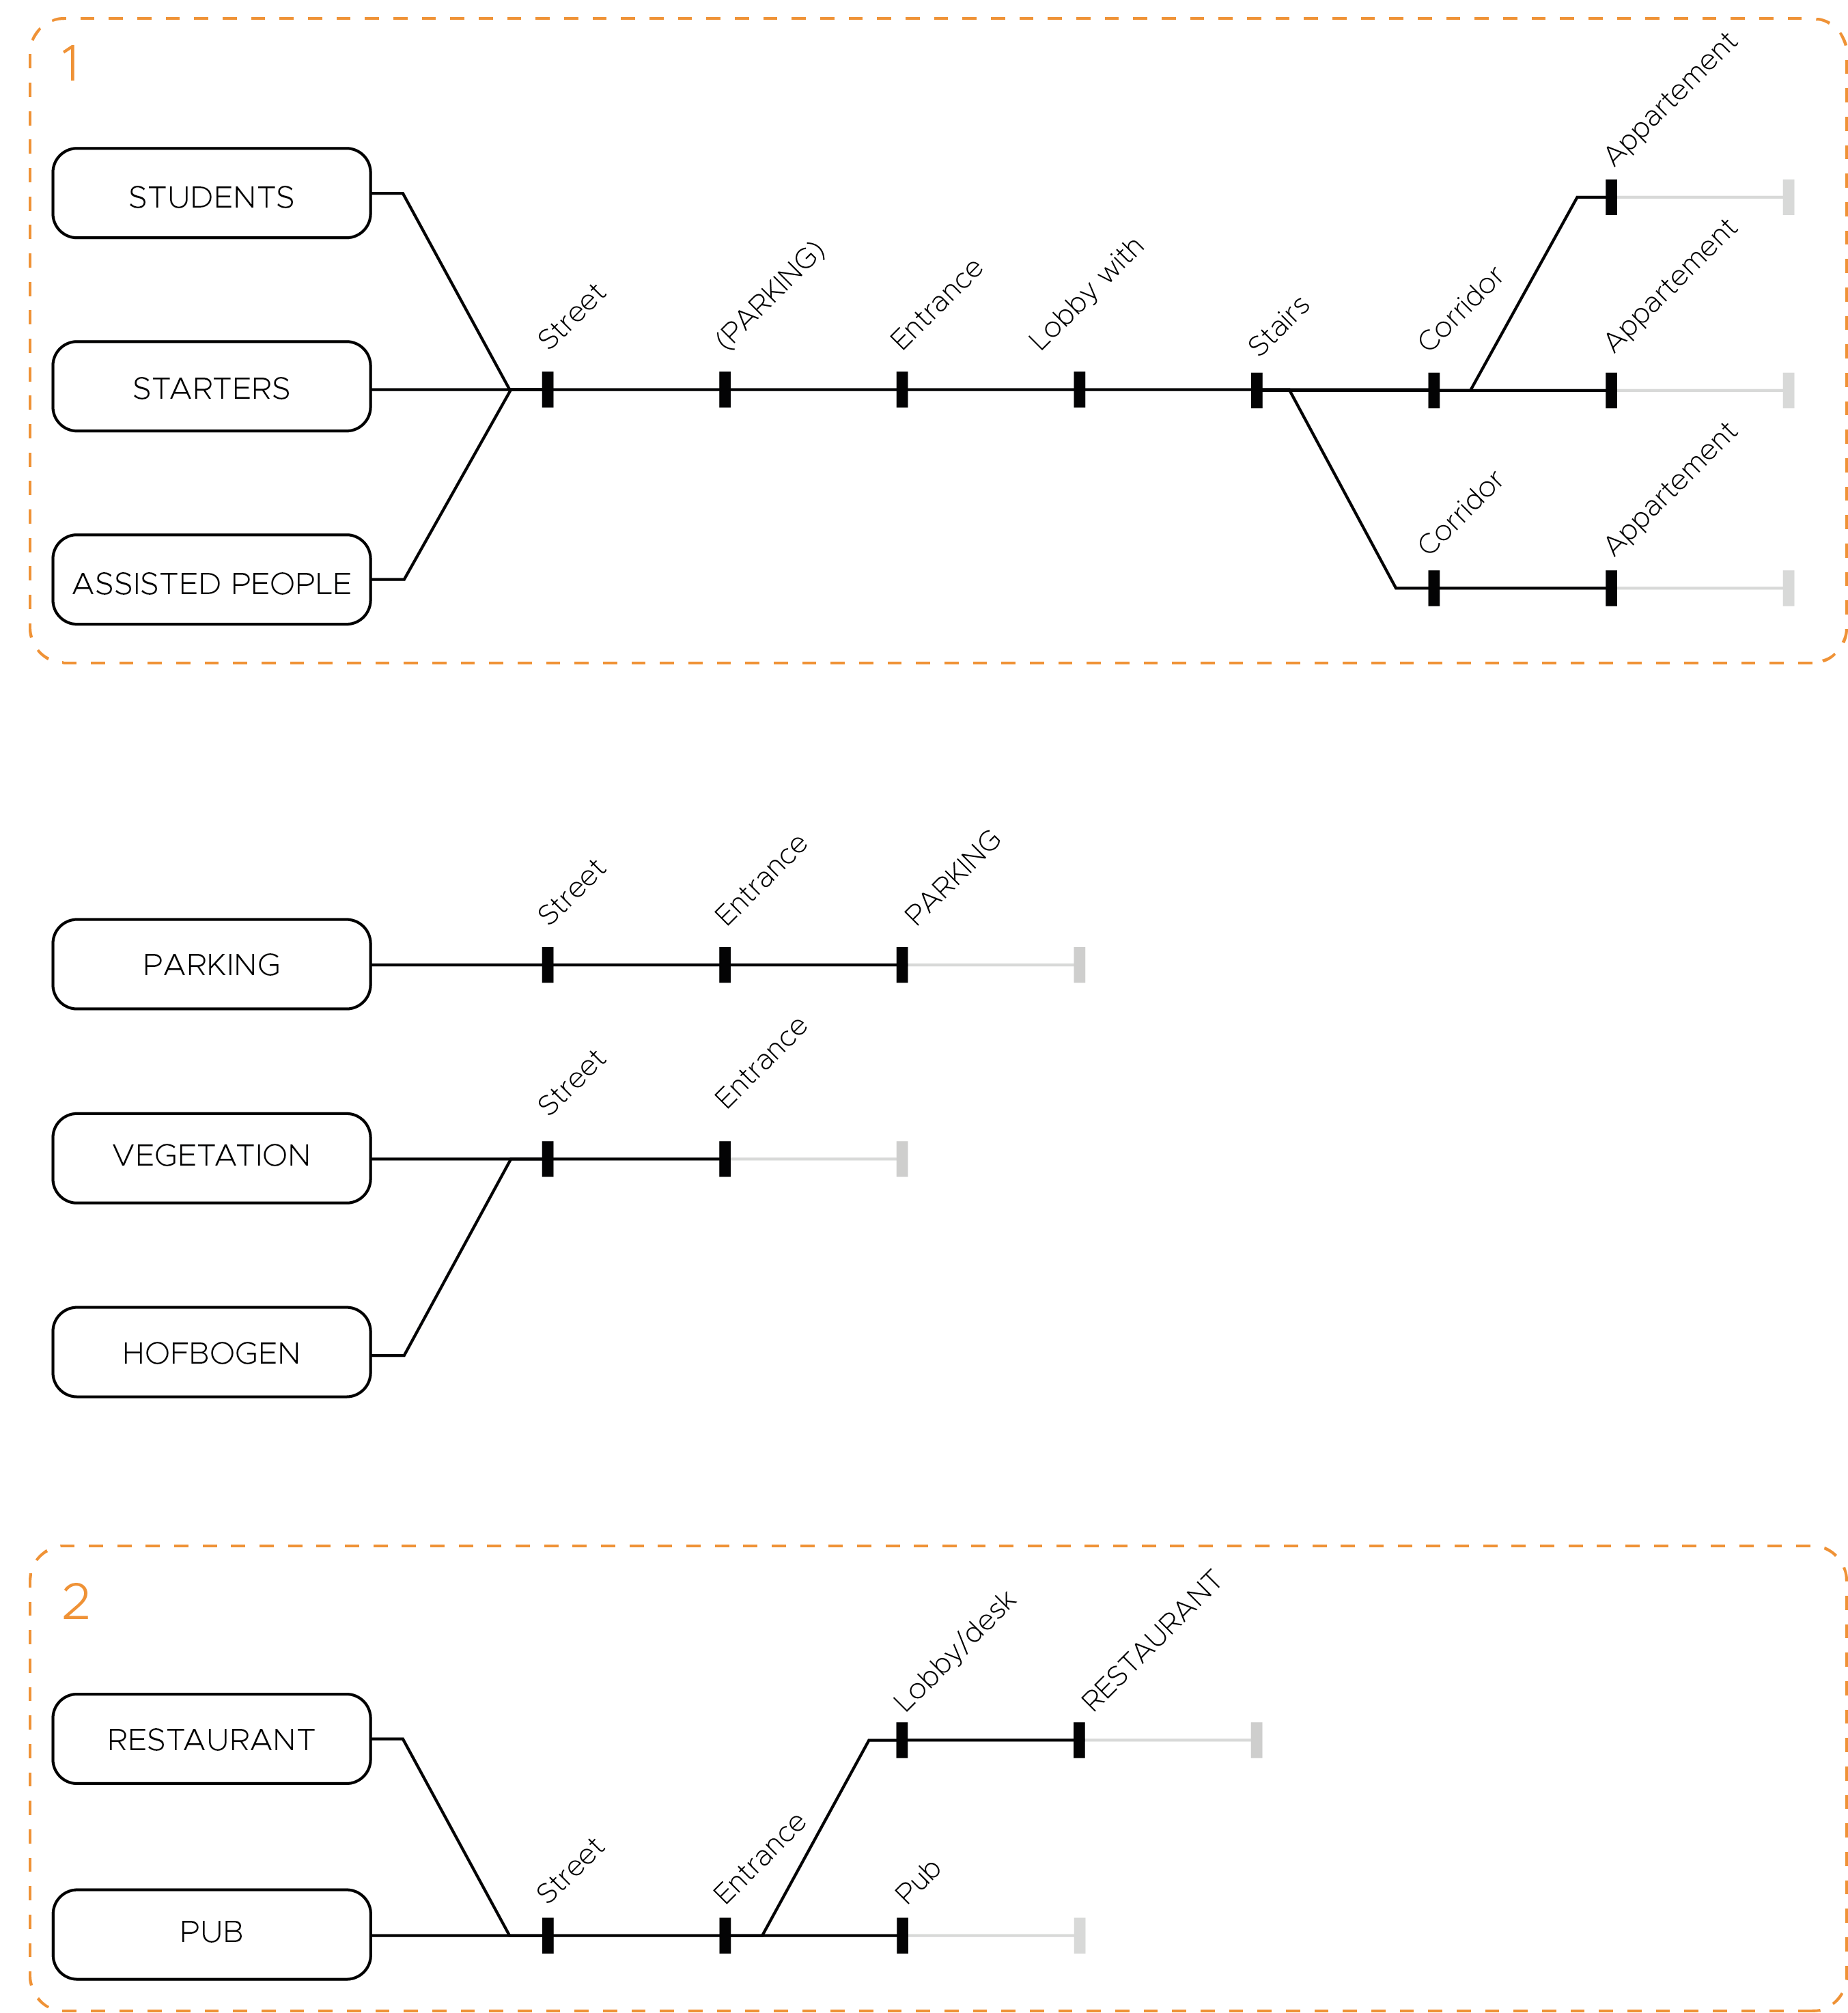 1
Appartement
STUDENTS
Street
(PARKING)
Entrance
Lobby with
Stairs
Corridor
Appartement
STARTERS
Corridor
Appartement
ASSISTED PEOPLE
Street
Entrance
PARKING
PARKING
Street
Entrance
VEGETATION
HOFBOGEN
2
Lobby/desk
RESTAURANT
RESTAURANT
Street
Entrance
Pub
PUB